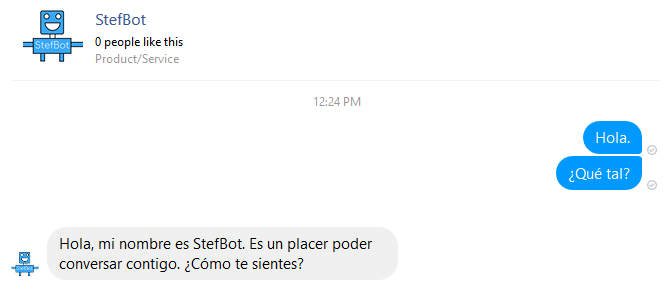 StefBot
StefBot
0 people like this
Product/Service
12:24 PM
Hola.
¿Qué tal?
Hola, mi nombre es StefBot. Es un placer poder
conversar contigo. ¿Cómo te sientes?
StefBot